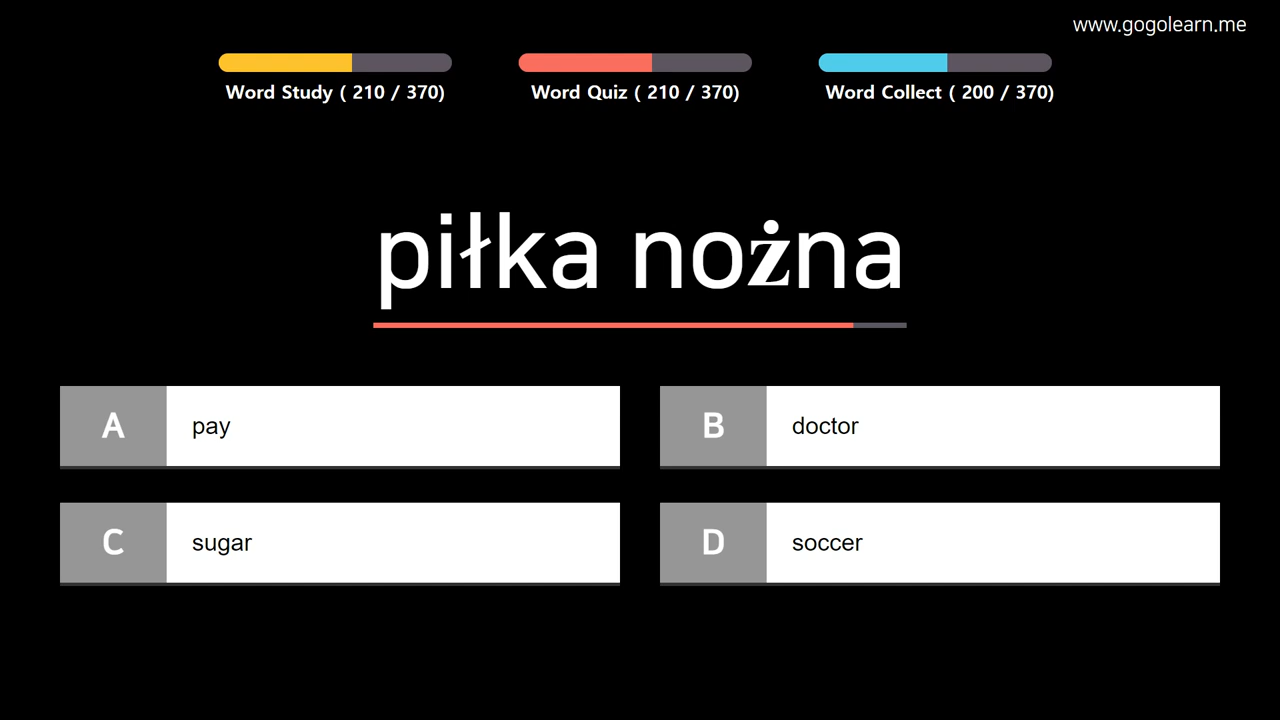 www.gogolearn.me
Word Study ( 210 / 370)
Word Quiz ( 210 / 370)
Word Collect ( 200 / 370)
piłka nożna
A pay
B doctor
C sugar
D soccer